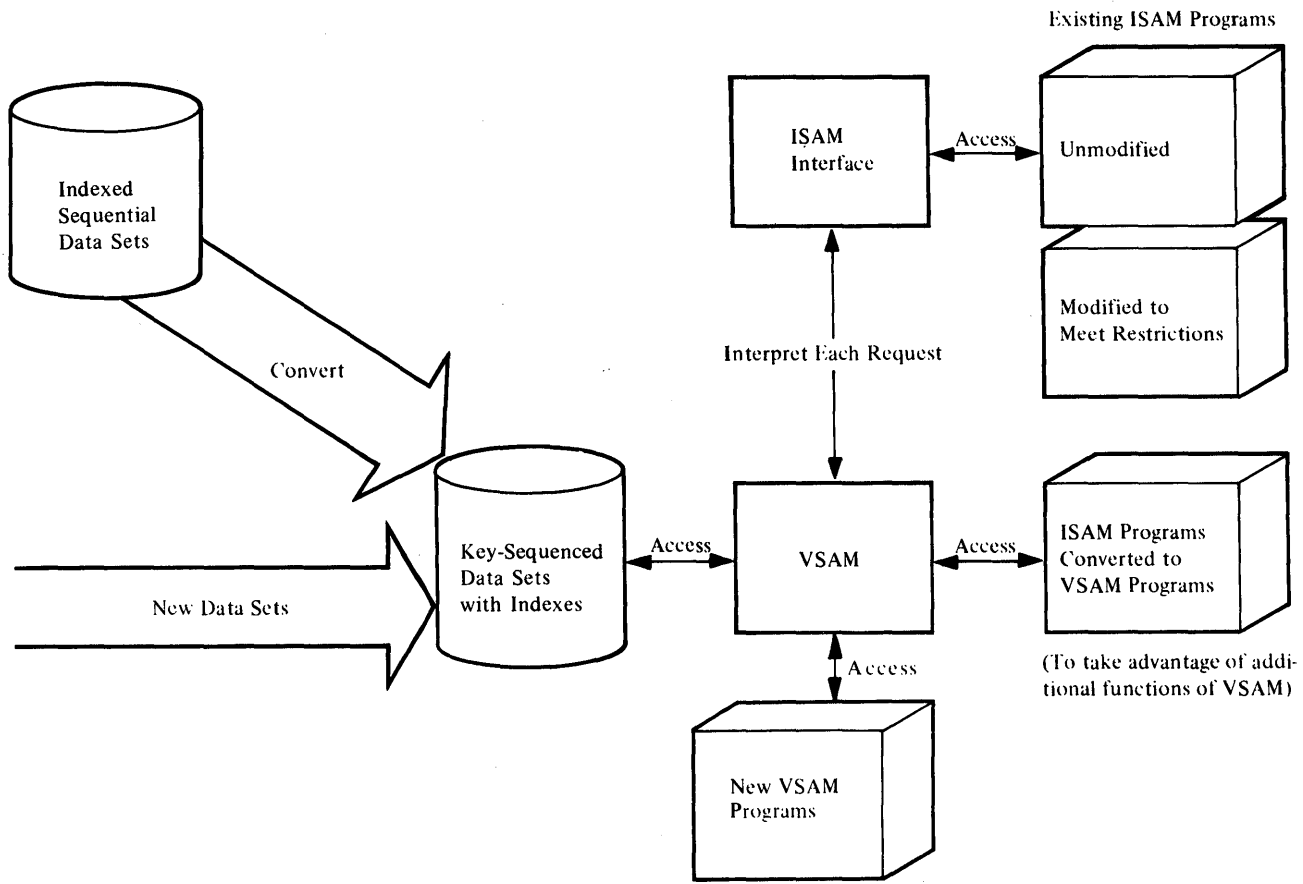 Existing ISAM Programs
ISAM
Interface
Access
Unmodified
Indexed
Sequential
Data Sets
Modified to
Meet Restrictions
Interpret Each Request
Convert
Key-Sequenced
Data Sets
with Indexes
Access
VSAM
Access
ISAM Programs
Converted to
VSAM Programs
New Data Sets
(To take advantage of addi-
tional functions of VSAM)
Access
New VSAM
Programs